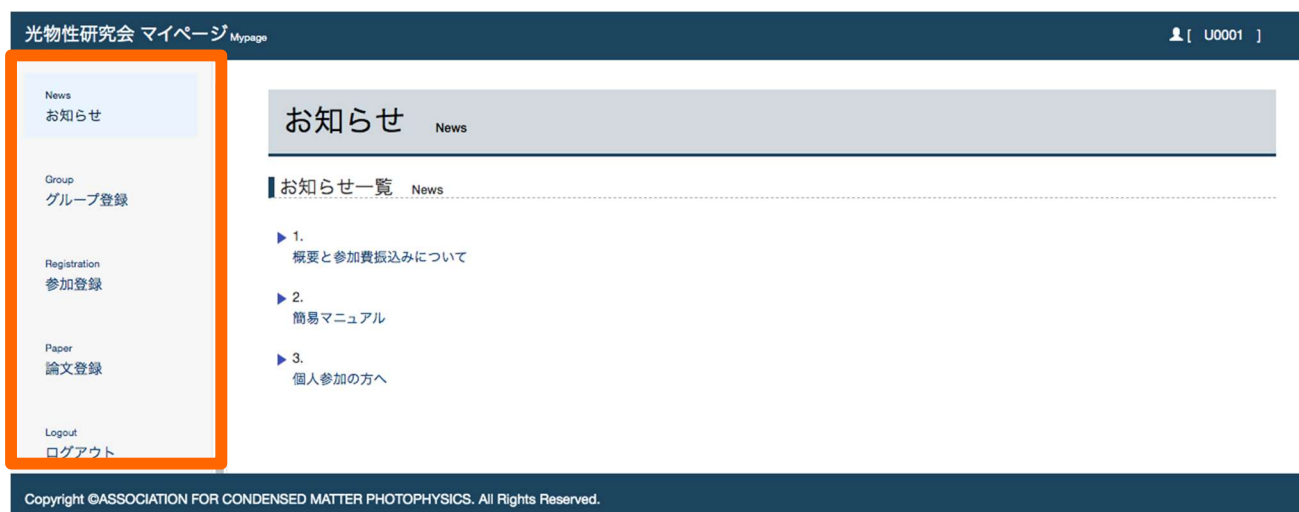 光物性研究会 マイページ Mypage
[ U0001 ]
News
お知らせ
Group
グループ登録
Registration
参加登録
Paper
論文登録
Logout
ログアウト
お知らせ News
お知らせ一覧 News
1.
概要と参加費振込みについて
2.
簡易マニュアル
3.
個人参加の方へ
Copyright ©ASSOCIATION FOR CONDENSED MATTER PHOTOPHYSICS. All Rights Reserved.